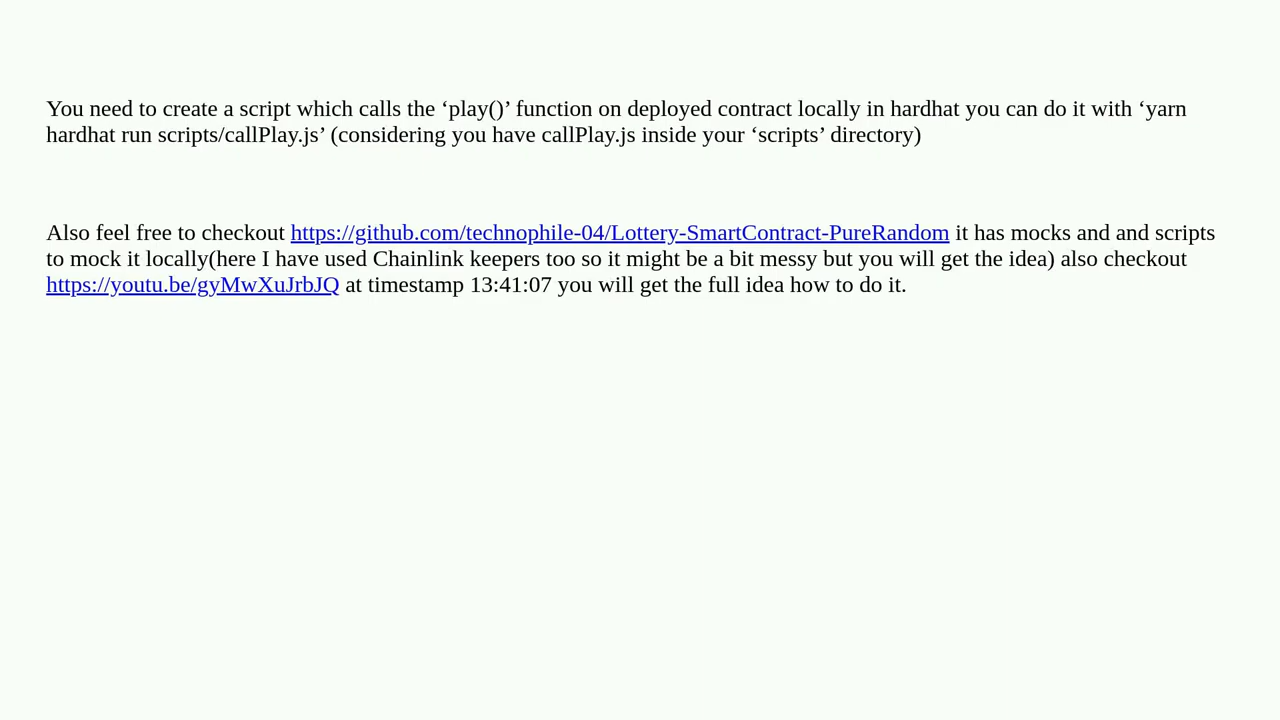 You need to create a script which calls the ‘play()’ function on deployed contract locally in hardhat you can do it with ‘yarn
hardhat run scripts/callPlay.js’ (considering you have callPlay.js inside your ‘scripts’ directory)
Also feel free to checkout https://github.com/technophile-04/Lottery-SmartContract-PureRandom it has mocks and and scripts
to mock it locally(here I have used Chainlink keepers too so it might be a bit messy but you will get the idea) also checkout
https://youtu.be/gyMwXuJrbJQ at timestamp 13:41:07 you will get the full idea how to do it.